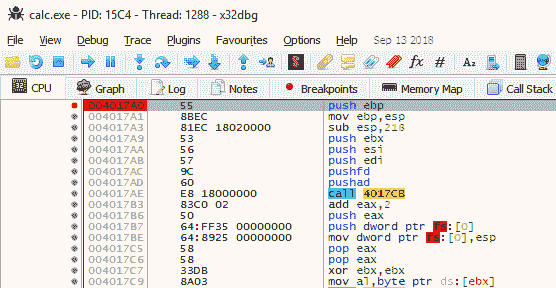 calc.exe - PID: 15C4 - Thread: 1288 - x32dbg
File View Debug Trace Plugins Favourites Options Help Sep 13 2018
CPU Graph Log Notes Breakpoints Memory Map Call Stack
004017A0 55 push ebp
004017A1 8BEC mov ebp,esp
004017A3 81EC 18020000 sub esp,218
004017A9 53 push ebx
004017AA 56 push esi
004017AB 57 push edi
004017AC 9C pushfd
004017AD 60 pushad
004017AE E8 18000000 call 4017CB
004017B3 83C0 02 add eax,2
004017B6 50 push eax
004017B7 64:FF35 00000000 push dword ptr fs:[0]
004017BE 64:8925 00000000 mov dword ptr fs:[0],esp
004017C5 58 pop eax
004017C6 58 pop eax
004017C7 33DB xor ebx,ebx
004017C9 8A03 mov al,byte ptr ds:[ebx]